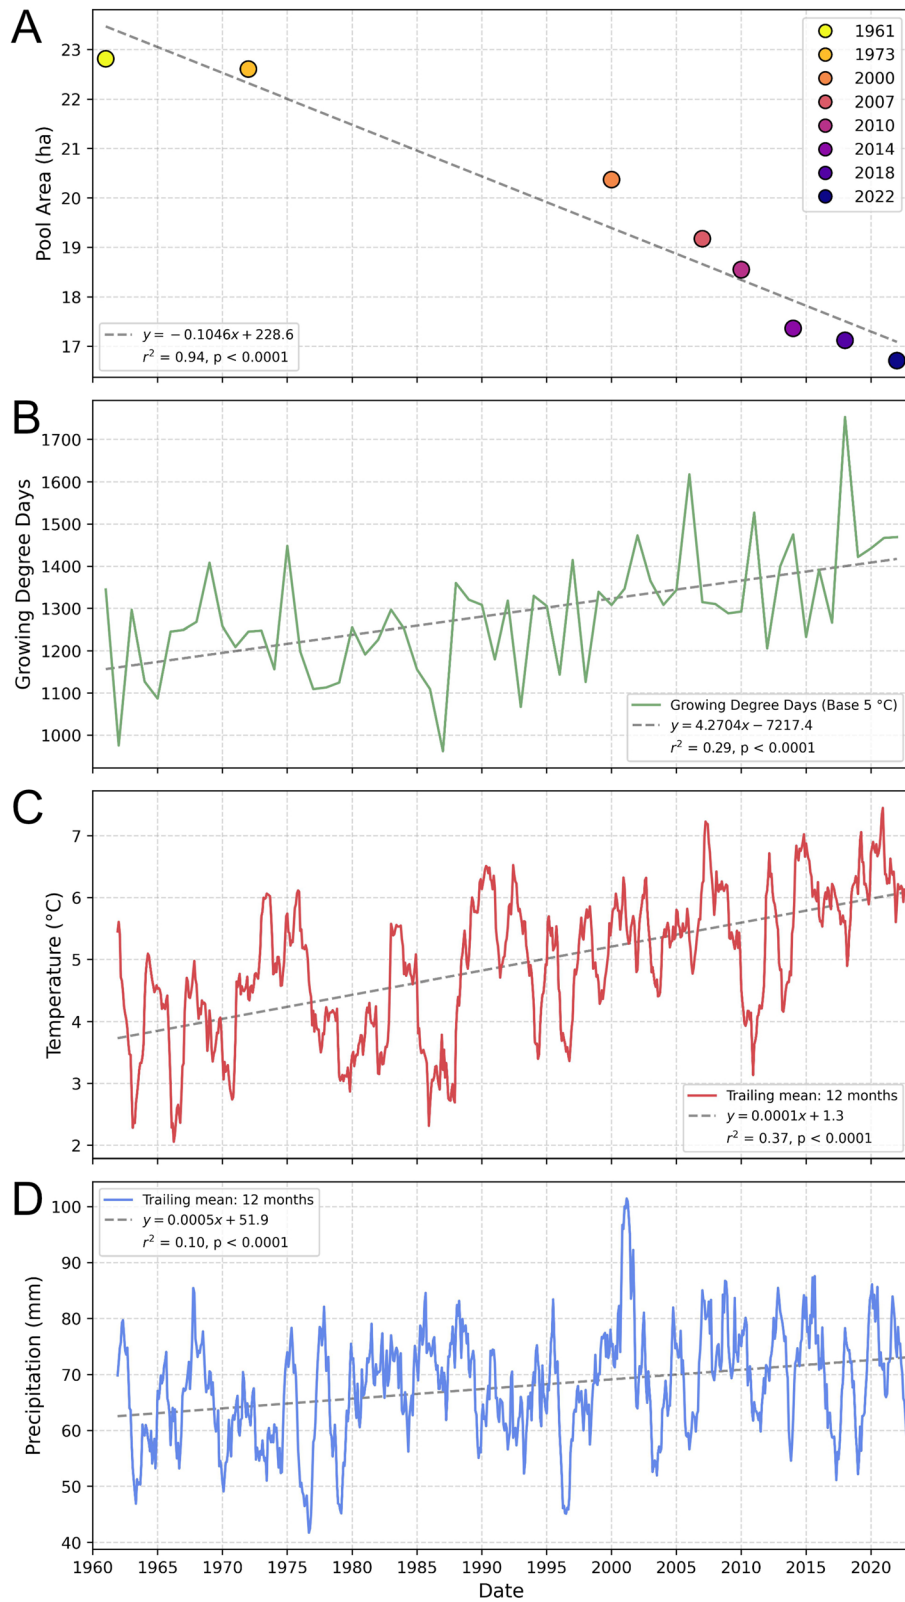 A
23
22
21
20
19
18
17
Pool Area (ha)
1961
1973
2000
2007
2010
2014
2018
2022
y = −0.1046x + 228.6
r² = 0.94, p < 0.0001
B
1700
1600
1500
1400
1300
1200
1100
1000
Growing Degree Days
Growing Degree Days (Base 5 °C)
y = 4.2704x − 7217.4
r² = 0.29, p < 0.0001
C
7
6
5
4
3
2
Temperature (°C)
Trailing mean: 12 months
y = 0.0001x + 1.3
r² = 0.37, p < 0.0001
D
100
90
80
70
60
50
40
Precipitation (mm)
Trailing mean: 12 months
y = 0.0005x + 51.9
r² = 0.10, p < 0.0001
1960 1965 1970 1975 1980 1985 1990 1995 2000 2005 2010 2015 2020
Date